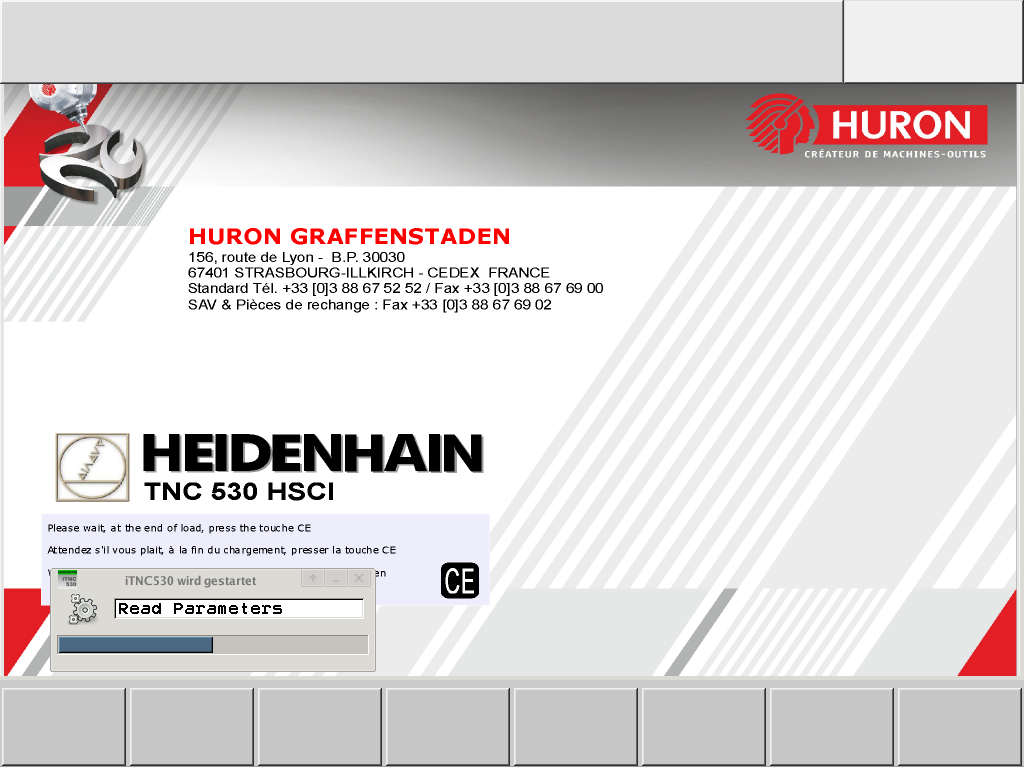 HURON
CRÉATEUR DE MACHINES-OUTILS
HURON GRAFFENSTADEN
156, route de Lyon - B.P. 30030
67401 STRASBOURG-ILLKIRCH - CEDEX FRANCE
Standard Tél. +33 [0]3 88 67 52 52 / Fax +33 [0]3 88 67 69 00
SAV & Pièces de rechange : Fax +33 [0]3 88 67 69 02
HEIDENHAIN
TNC 530 HSCI
Please wait, at the end of load, press the touche CE
Attendez s'il vous plait, à la fin du chargement, presser la touche CE
CE
iTNC
530
iTNC530 wird gestartet
Read Parameters